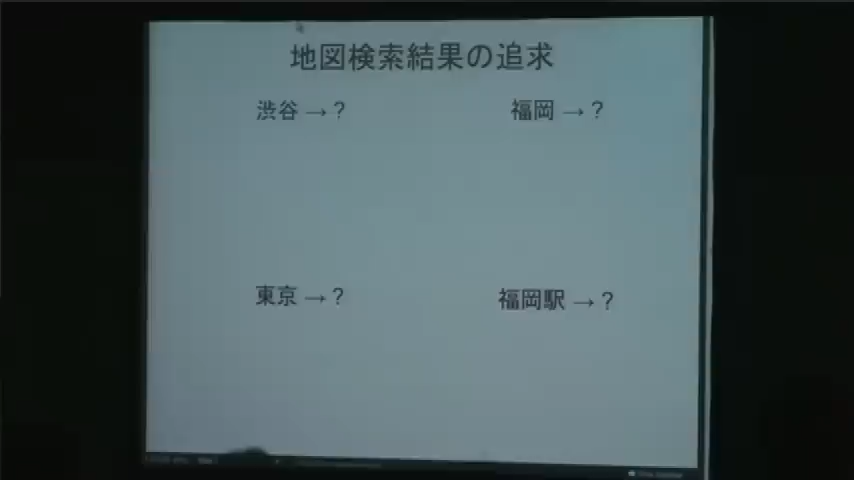 地図検索結果の追求
渋谷 → ?
福岡 → ?
東京 → ?
福岡駅 → ?